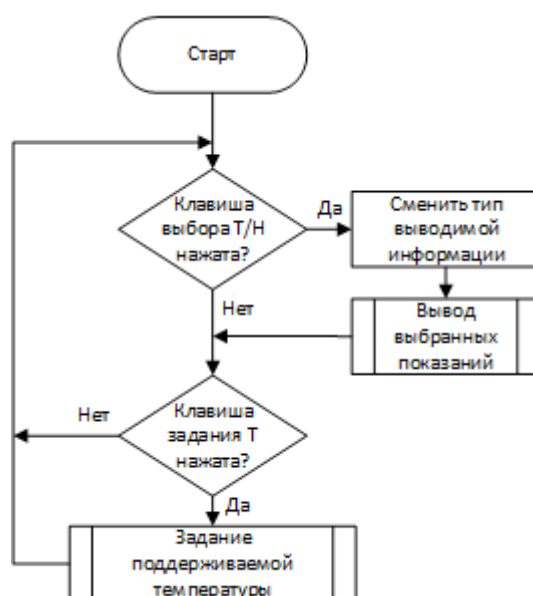 Старт
Клавиша
выбора Т/Н
нажата?
Да
Сменить тип
выводимой
информации
Нет
Вывод
выбранных
показаний
Клавиша
задания Т
нажата?
Нет
Да
Задание
поддерживаемой
температуры